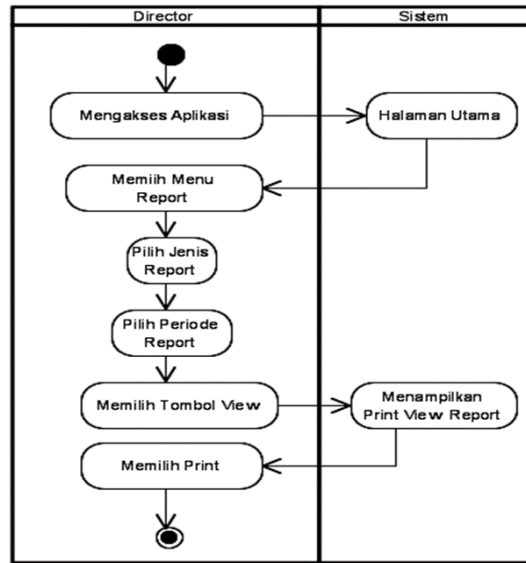 Director
Sistem
Mengakses Aplikasi
Halaman Utama
Memiih Menu
Report
Pilih Jenis
Report
Pilih Periode
Report
Memilih Tombol View
Menampilkan
Print View Report
Memilih Print